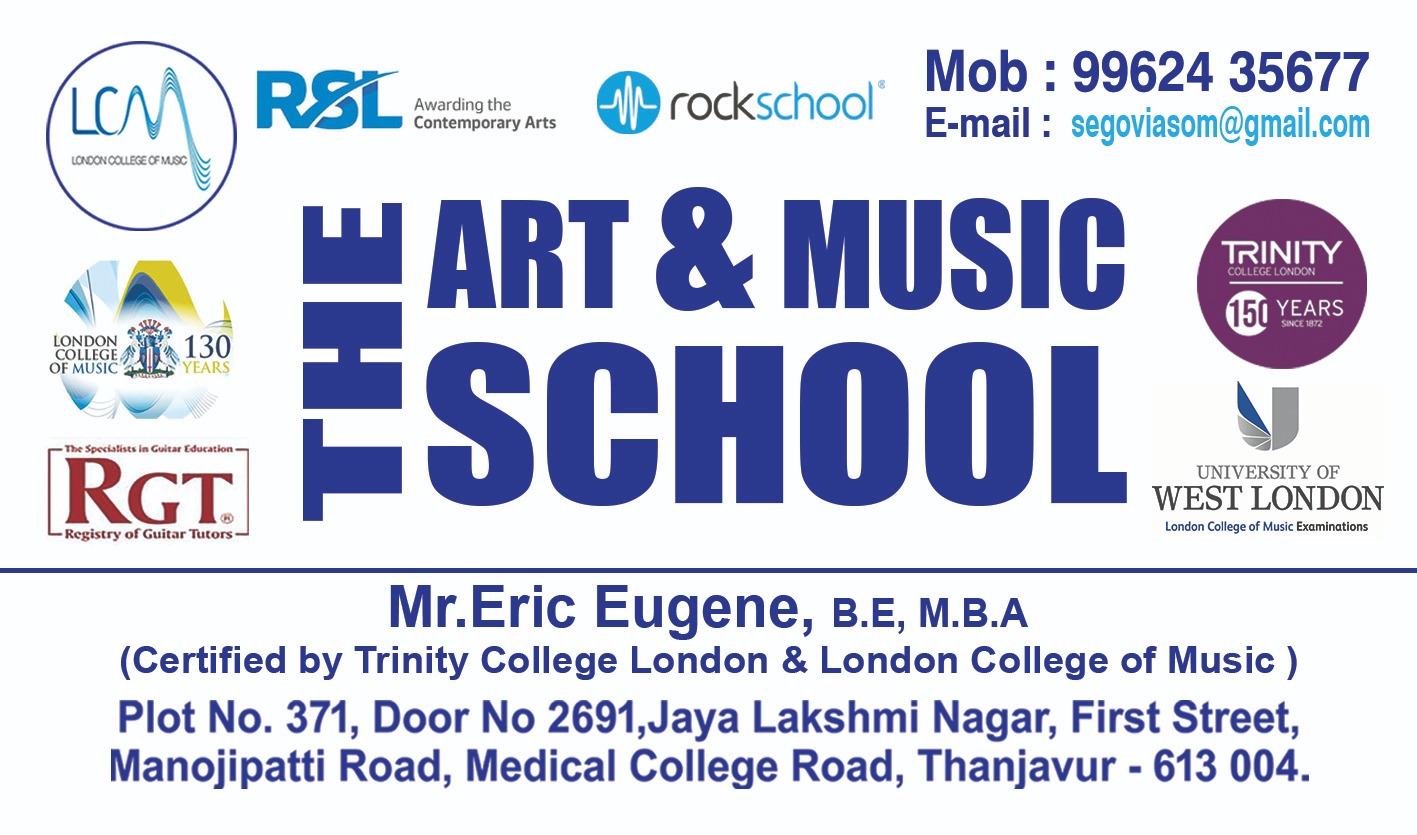 LCM
LONDON COLLEGE OF MUSIC
RSL Awarding the
Contemporary Arts
rockschool®
Mob : 99624 35677
E-mail : segoviasom@gmail.com
THE
ART & MUSIC
SCHOOL
LONDON
COLLEGE
OF MUSIC
130
YEARS
The Specialists in Guitar Education
RGT®
Registry of Guitar Tutors
TRINITY
COLLEGE LONDON
150 YEARS
SINCE 1872
UNIVERSITY OF
WEST LONDON
London College of Music Examinations
Mr.Eric Eugene, B.E, M.B.A
(Certified by Trinity College London & London College of Music )
Plot No. 371, Door No 2691,Jaya Lakshmi Nagar, First Street,
Manojipatti Road, Medical College Road, Thanjavur - 613 004.